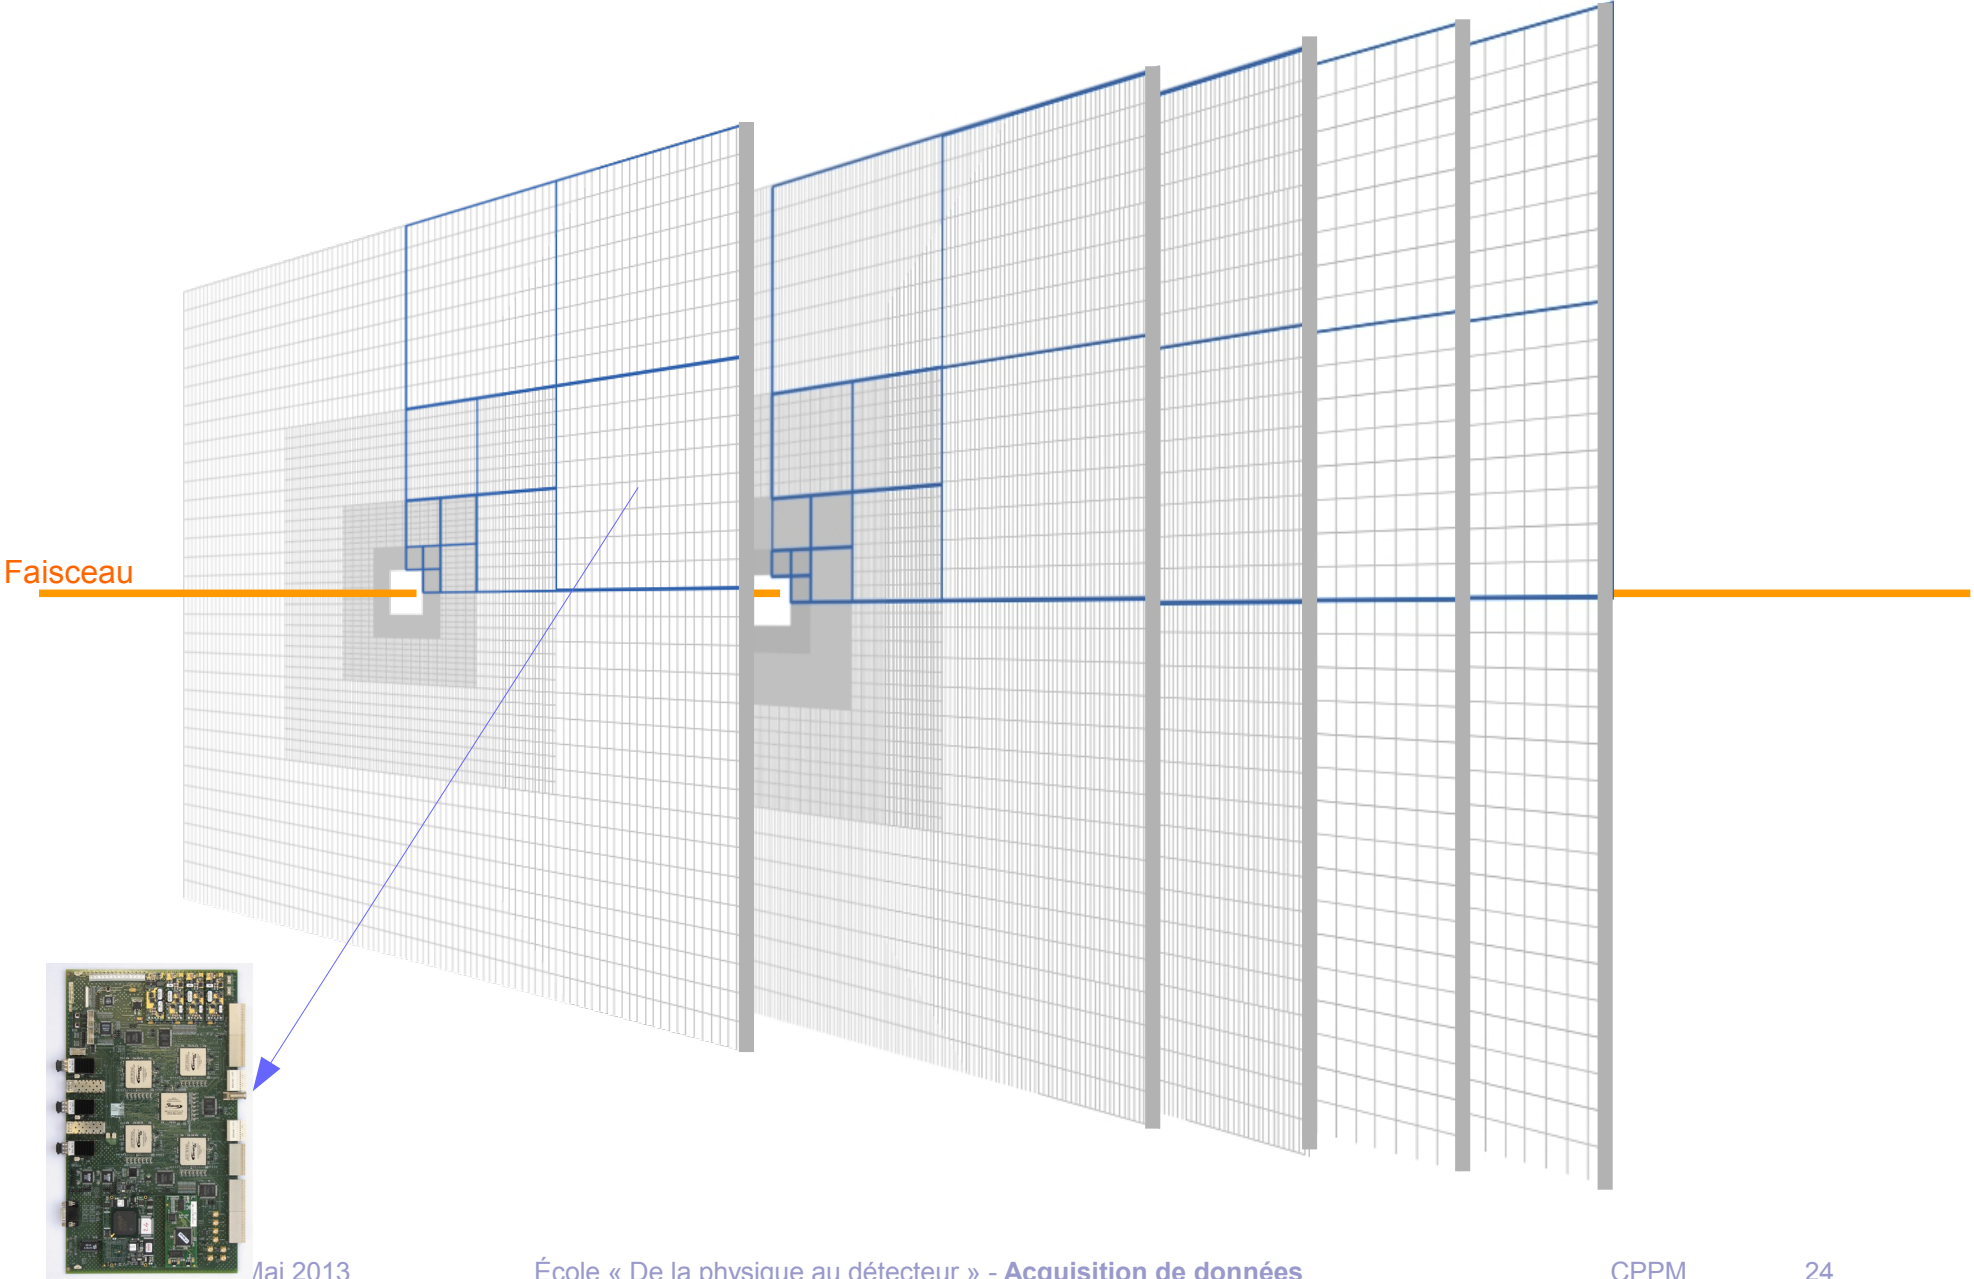 Faisceau
Mai 2013 École « De la physique au détecteur » - Acquisition de données CPPM 24